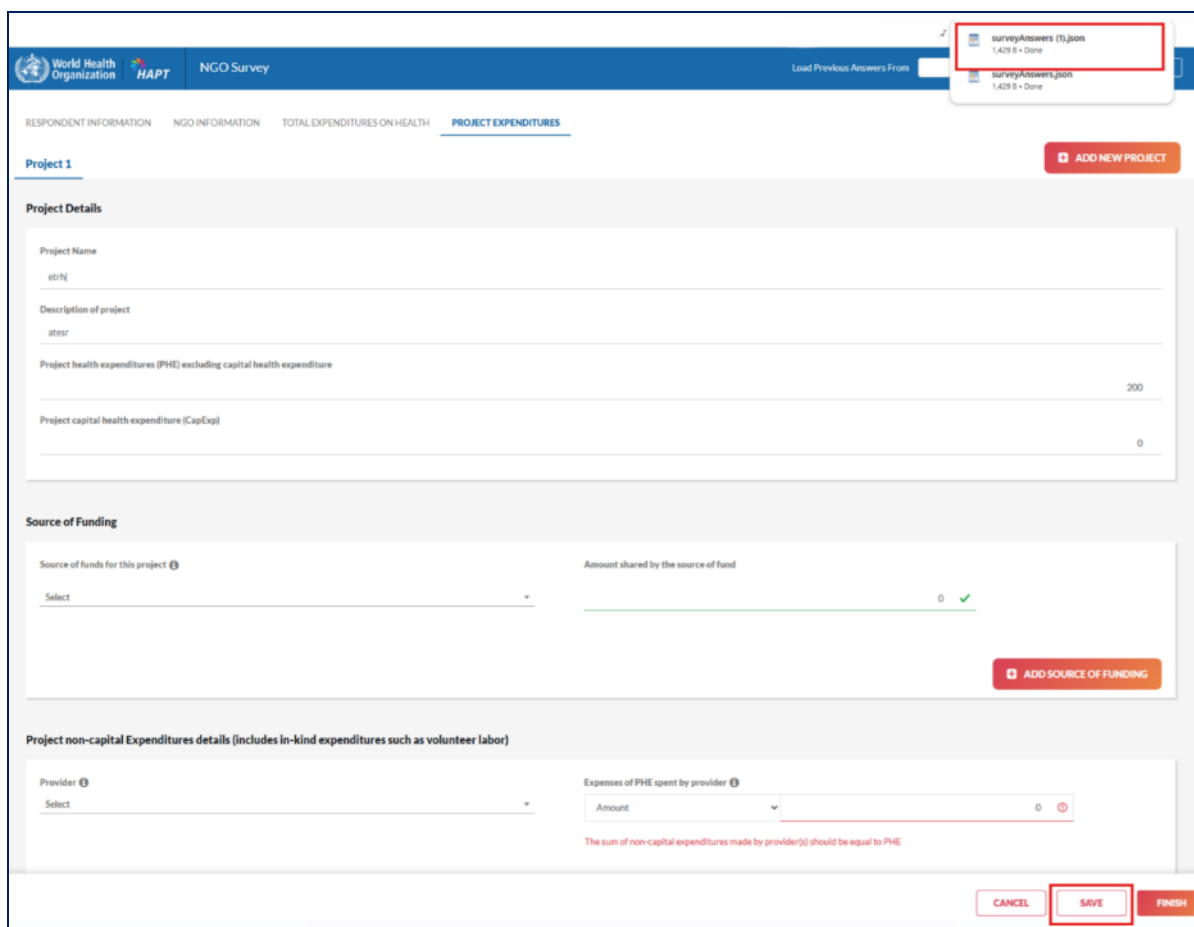 surveyAnswers (1).json
1,429 B • Done
World Health Organization HAPT NGO Survey Load Previous Answers From
surveyAnswers.json
1,429 B • Done
RESPONDENT INFORMATION NGO INFORMATION TOTAL EXPENDITURES ON HEALTH PROJECT EXPENDITURES
Project 1 ADD NEW PROJECT
Project Details
Project Name
etrhj
Description of project
atesr
Project health expenditures (PHE) excluding capital health expenditure
200
Project capital health expenditure (CapExp)
0
Source of Funding
Source of funds for this project Amount shared by the source of fund
Select 0
ADD SOURCE OF FUNDING
Project non-capital Expenditures details (includes in-kind expenditures such as volunteer labor)
Provider Expenses of PHE spent by provider
Select Amount 0
The sum of non-capital expenditures made by provider(s) should be equal to PHE
CANCEL SAVE FINISH